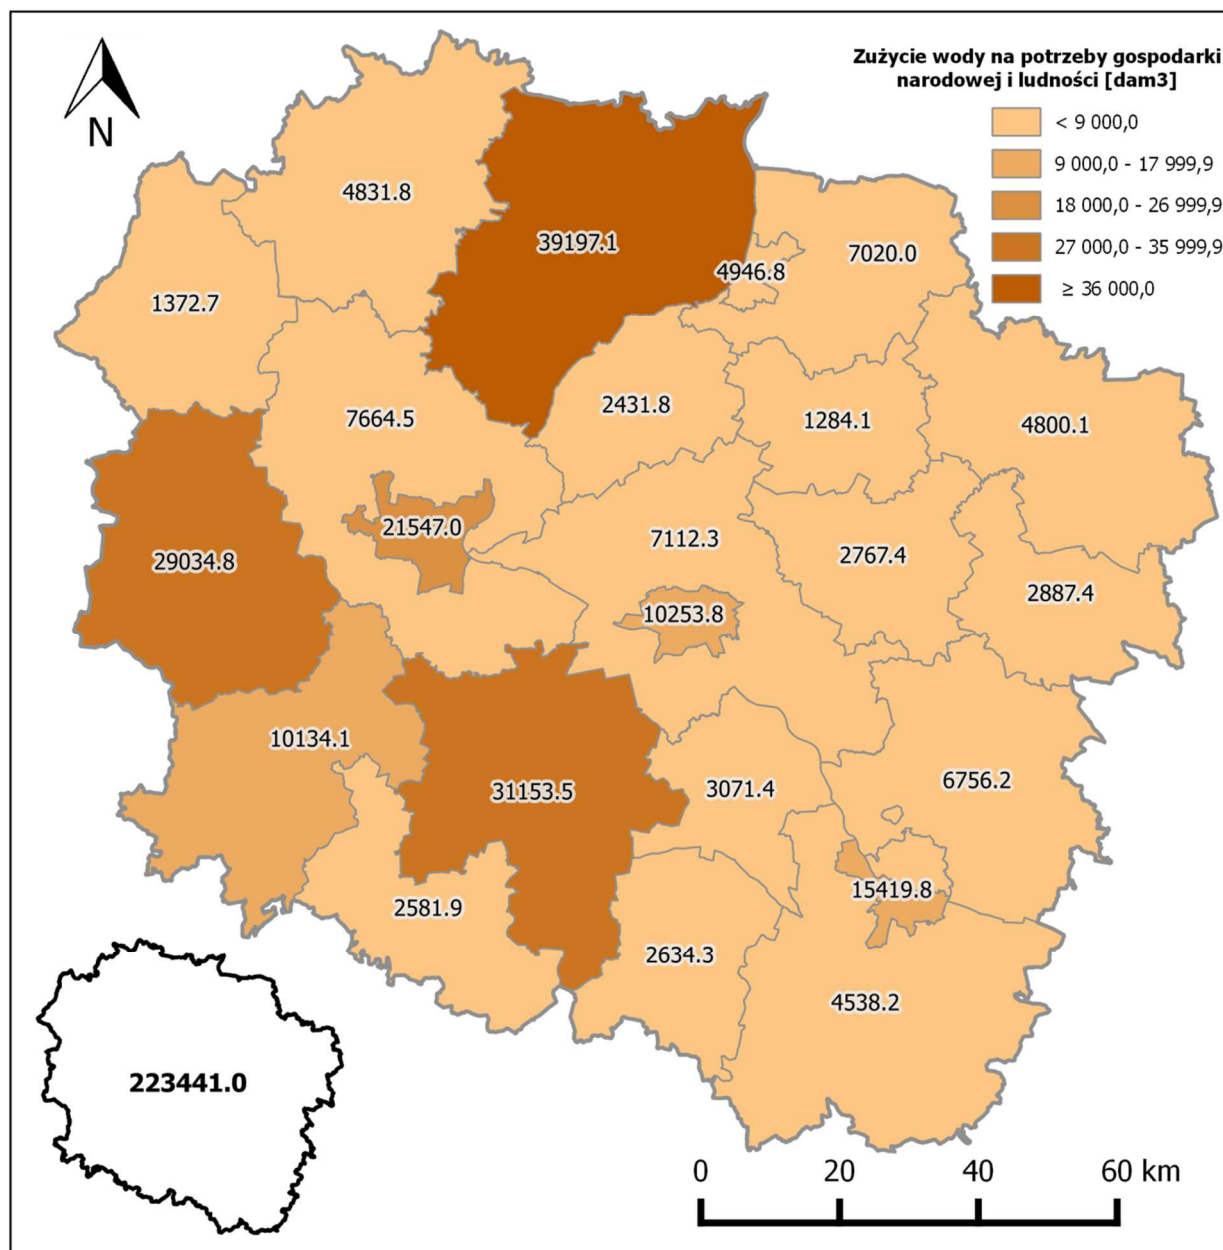 Zużycie wody na potrzeby gospodarki
narodowej i ludności [dam3]
< 9 000,0
9 000,0 - 17 999,9
18 000,0 - 26 999,9
27 000,0 - 35 999,9
≥ 36 000,0
N
4831.8
39197.1
4946.8
7020.0
1372.7
7664.5
2431.8
1284.1
4800.1
29034.8
21547.0
7112.3
2767.4
2887.4
10253.8
10134.1
31153.5
3071.4
6756.2
2581.9
15419.8
2634.3
4538.2
223441.0
0 20 40 60 km